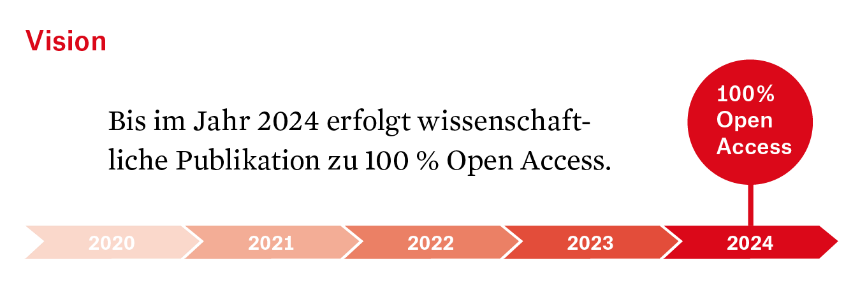 Vision
Bis im Jahr 2024 erfolgt wissenschaft-
liche Publikation zu 100 % Open Access.
100%
Open
Access
2020
2021
2022
2023
2024